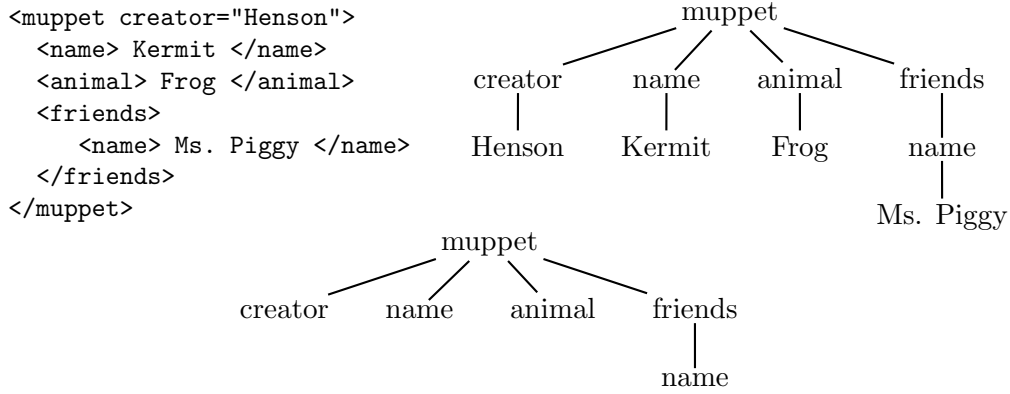 <muppet creator="Henson">
<name> Kermit </name>
<animal> Frog </animal>
<friends>
<name> Ms. Piggy </name>
</friends>
</muppet>
muppet
creator name animal friends
Henson Kermit Frog name
Ms. Piggy
muppet
creator name animal friends
name